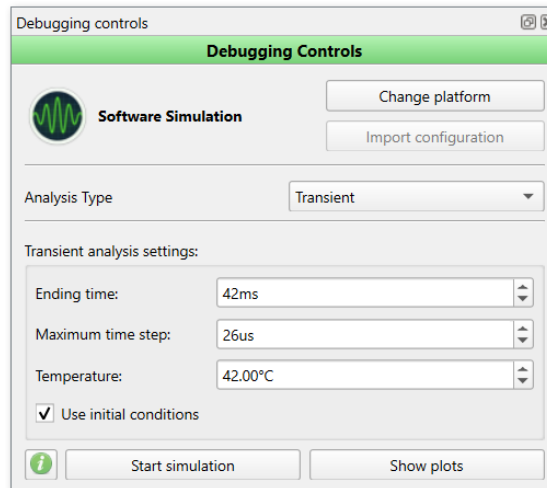 Debugging controls
Debugging Controls
Software Simulation
Change platform
Import configuration
Analysis Type
Transient
Transient analysis settings:
Ending time: 42ms
Maximum time step: 26us
Temperature: 42.00°C
Use initial conditions
Start simulation Show plots